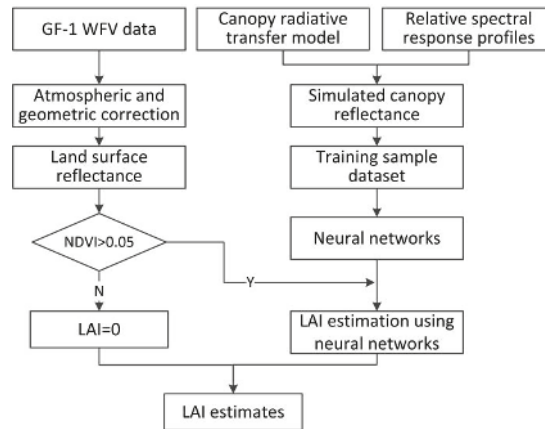 GF-1 WFV data
Canopy radiative
transfer model
Relative spectral
response profiles
Atmospheric and
geometric correction
Simulated canopy
reflectance
Land surface
reflectance
Training sample
dataset
NDVI>0.05
Neural networks
Y
N
LAI=0
LAI estimation using
neural networks
LAI estimates